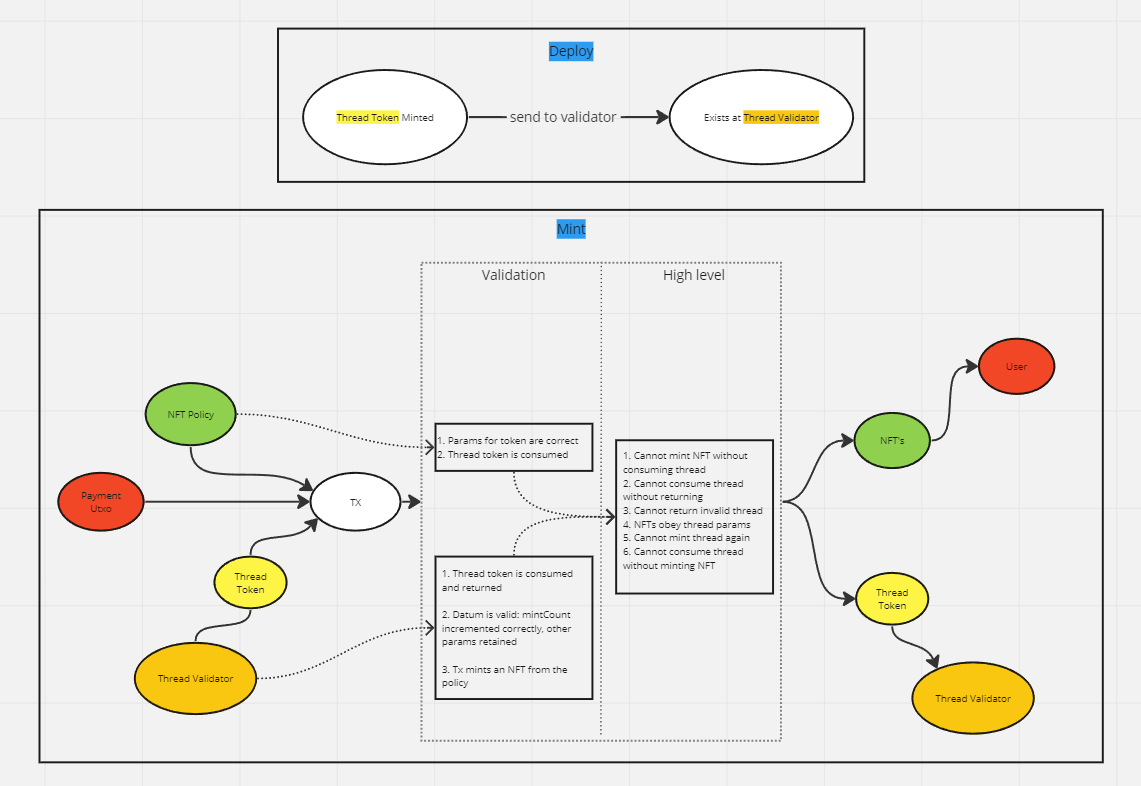 Deploy
Thread Token Minted
send to validator
Exists at Thread Validator
Mint
Validation
High level
User
NFT Policy
1. Params for token are correct
2. Thread token is consumed
NFT's
1. Cannot mint NFT without
consuming thread
2. Cannot consume thread
without returning
3. Cannot return invalid thread
4. NFTs obey thread params
5. Cannot mint thread again
6. Cannot consume thread
without minting NFT
Payment
Utxo
TX
Thread
Token
1. Thread token is consumed
and returned
2. Datum is valid: mintCount
incremented correctly, other
params retained
3. Tx mints an NFT from the
policy
Thread
Token
Thread Validator
Thread Validator